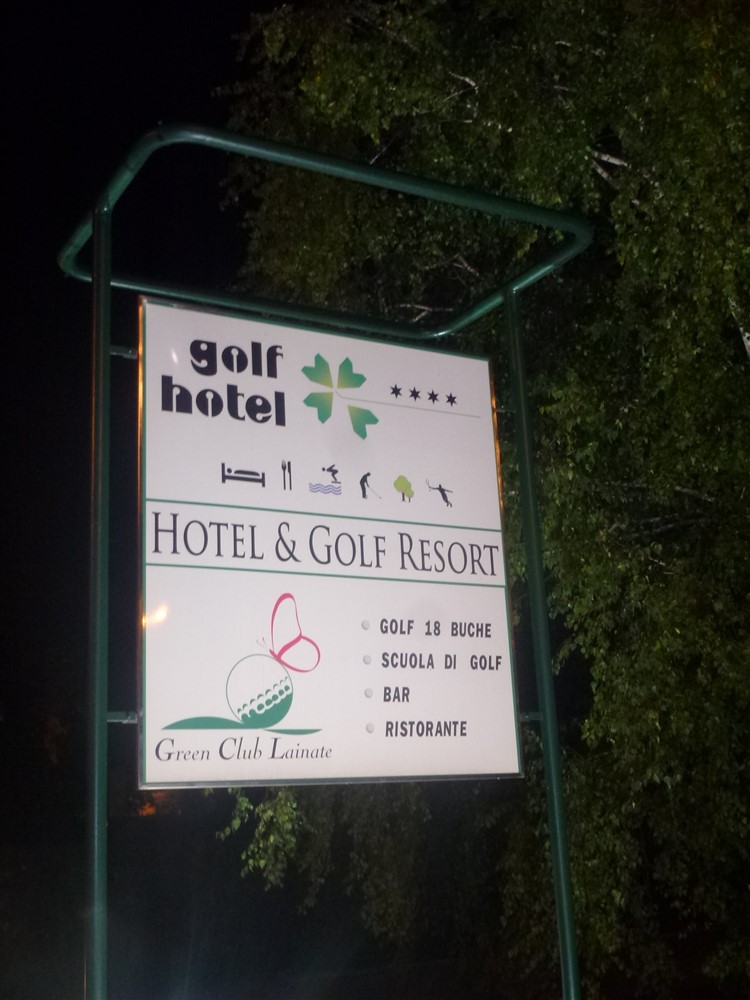 golf
hotel
★★★★
HOTEL & GOLF RESORT
GOLF 18 BUCHE
SCUOLA DI GOLF
BAR
RISTORANTE
Green Club Lainate